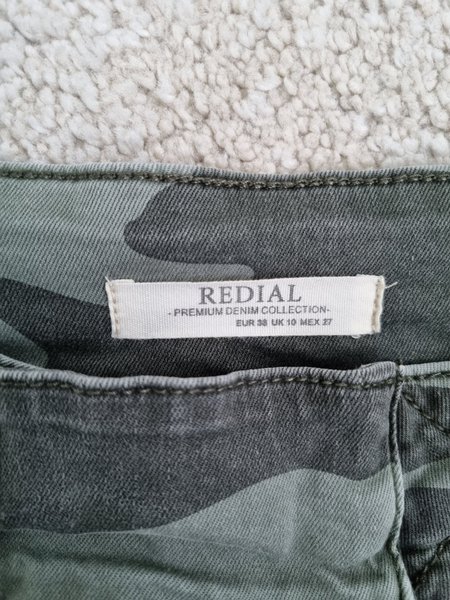 REDIAL
- PREMIUM DENIM COLLECTION-
EUR 38 UK 10 MEX 27